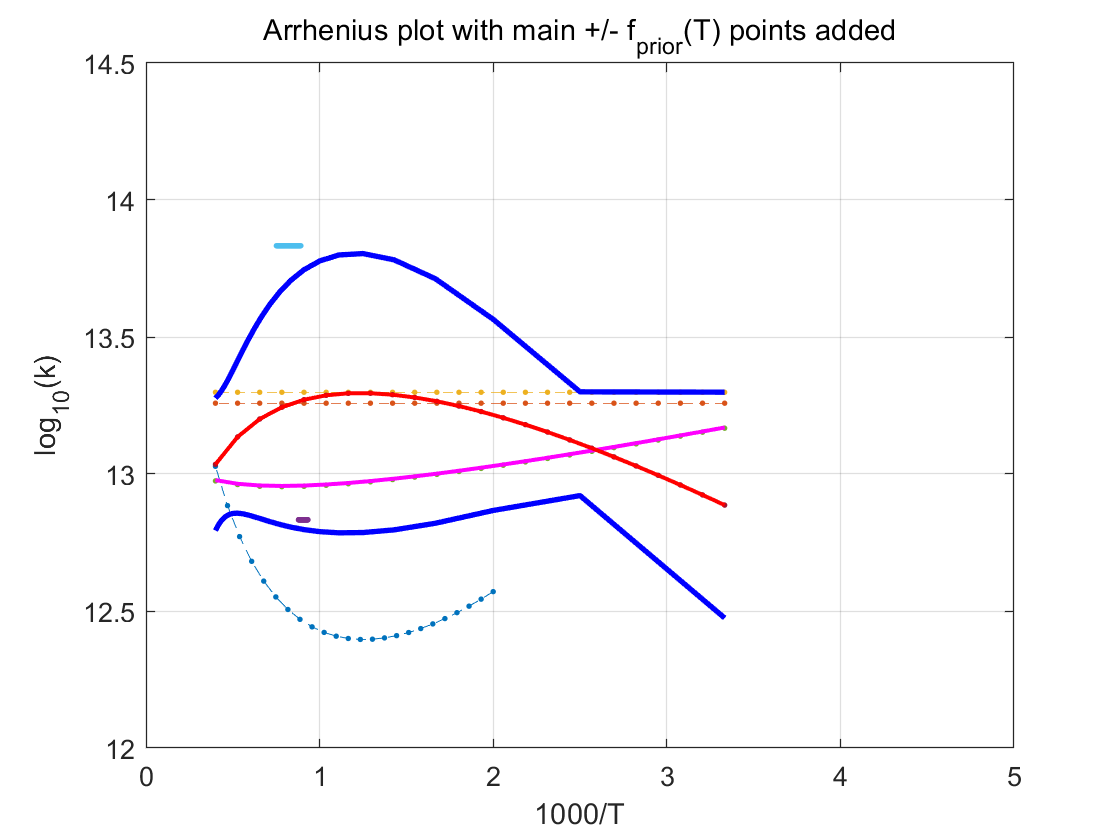 Arrhenius plot with main +/- f_prior(T) points added
14.5
14
13.5
13
12.5
12
log10(k)
0 1 2 3 4 5
1000/T